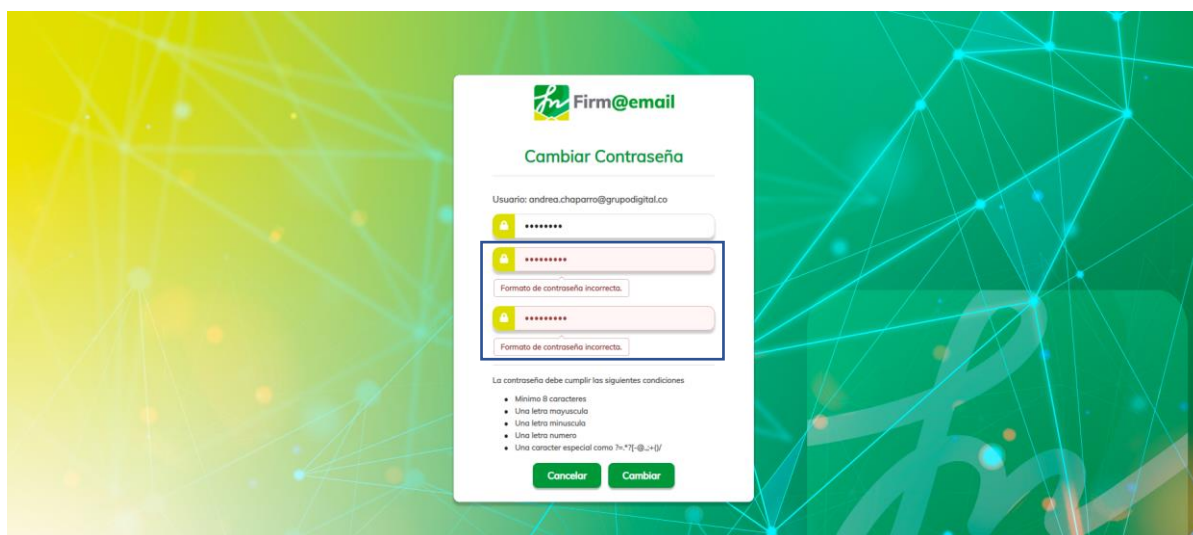 Firm@email
Cambiar Contraseña
Usuario: andrea.chaparro@grupodigital.co
••••••••
•••••••••
Formato de contraseña incorrecta.
•••••••••
Formato de contraseña incorrecta.
La contraseña debe cumplir las siguientes condiciones
• Minimo 8 caracteres
• Una letra mayuscula
• Una letra minuscula
• Una letra numero
• Una caracter especial como ?=.*?[-@,.;+()/
Cancelar Cambiar